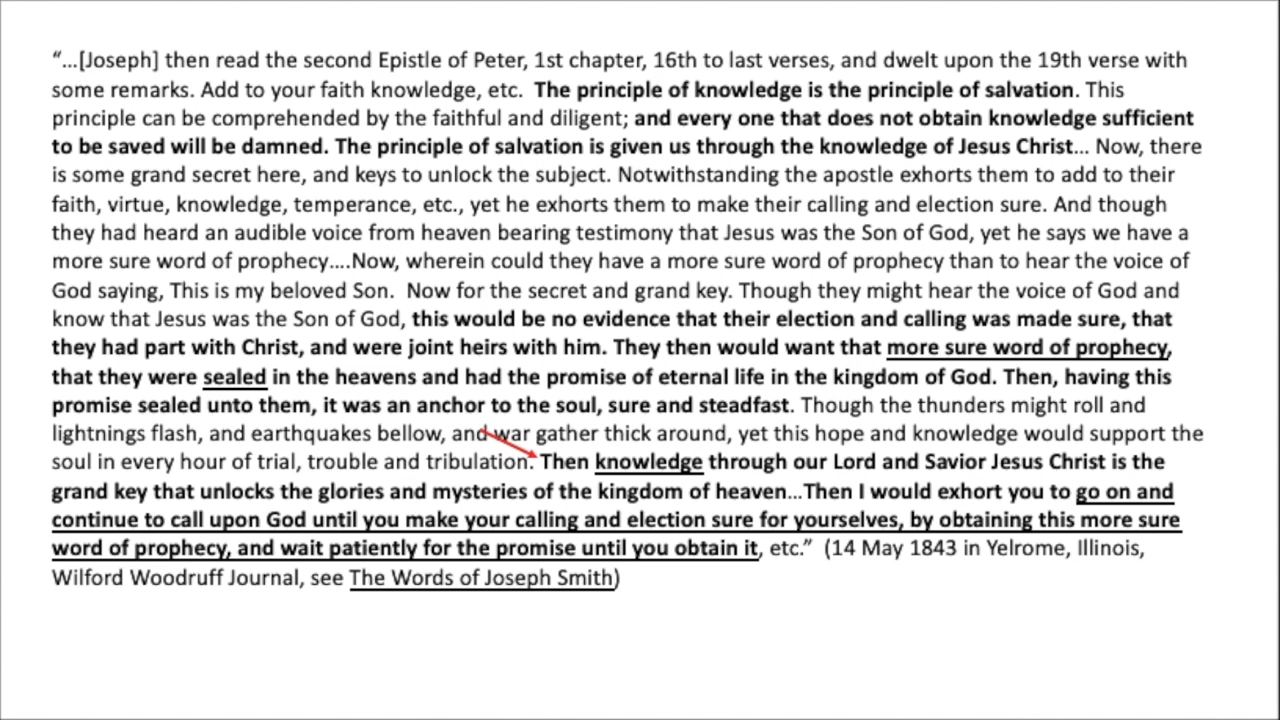 “...[Joseph] then read the second Epistle of Peter, 1st chapter, 16th to last verses, and dwelt upon the 19th verse with
some remarks. Add to your faith knowledge, etc.  The principle of knowledge is the principle of salvation. This
principle can be comprehended by the faithful and diligent; and every one that does not obtain knowledge sufficient
to be saved will be damned. The principle of salvation is given us through the knowledge of Jesus Christ... Now, there
is some grand secret here, and keys to unlock the subject. Notwithstanding the apostle exhorts them to add to their
faith, virtue, knowledge, temperance, etc., yet he exhorts them to make their calling and election sure. And though
they had heard an audible voice from heaven bearing testimony that Jesus was the Son of God, yet he says we have a
more sure word of prophecy....Now, wherein could they have a more sure word of prophecy than to hear the voice of
God saying, This is my beloved Son.  Now for the secret and grand key. Though they might hear the voice of God and
know that Jesus was the Son of God, this would be no evidence that their election and calling was made sure, that
they had part with Christ, and were joint heirs with him. They then would want that more sure word of prophecy,
that they were sealed in the heavens and had the promise of eternal life in the kingdom of God. Then, having this
promise sealed unto them, it was an anchor to the soul, sure and steadfast. Though the thunders might roll and
lightnings flash, and earthquakes bellow, and war gather thick around, yet this hope and knowledge would support the
soul in every hour of trial, trouble and tribulation. Then knowledge through our Lord and Savior Jesus Christ is the
grand key that unlocks the glories and mysteries of the kingdom of heaven...Then I would exhort you to go on and
continue to call upon God until you make your calling and election sure for yourselves, by obtaining this more sure
word of prophecy, and wait patiently for the promise until you obtain it, etc.”  (14 May 1843 in Yelrome, Illinois,
Wilford Woodruff Journal, see The Words of Joseph Smith)